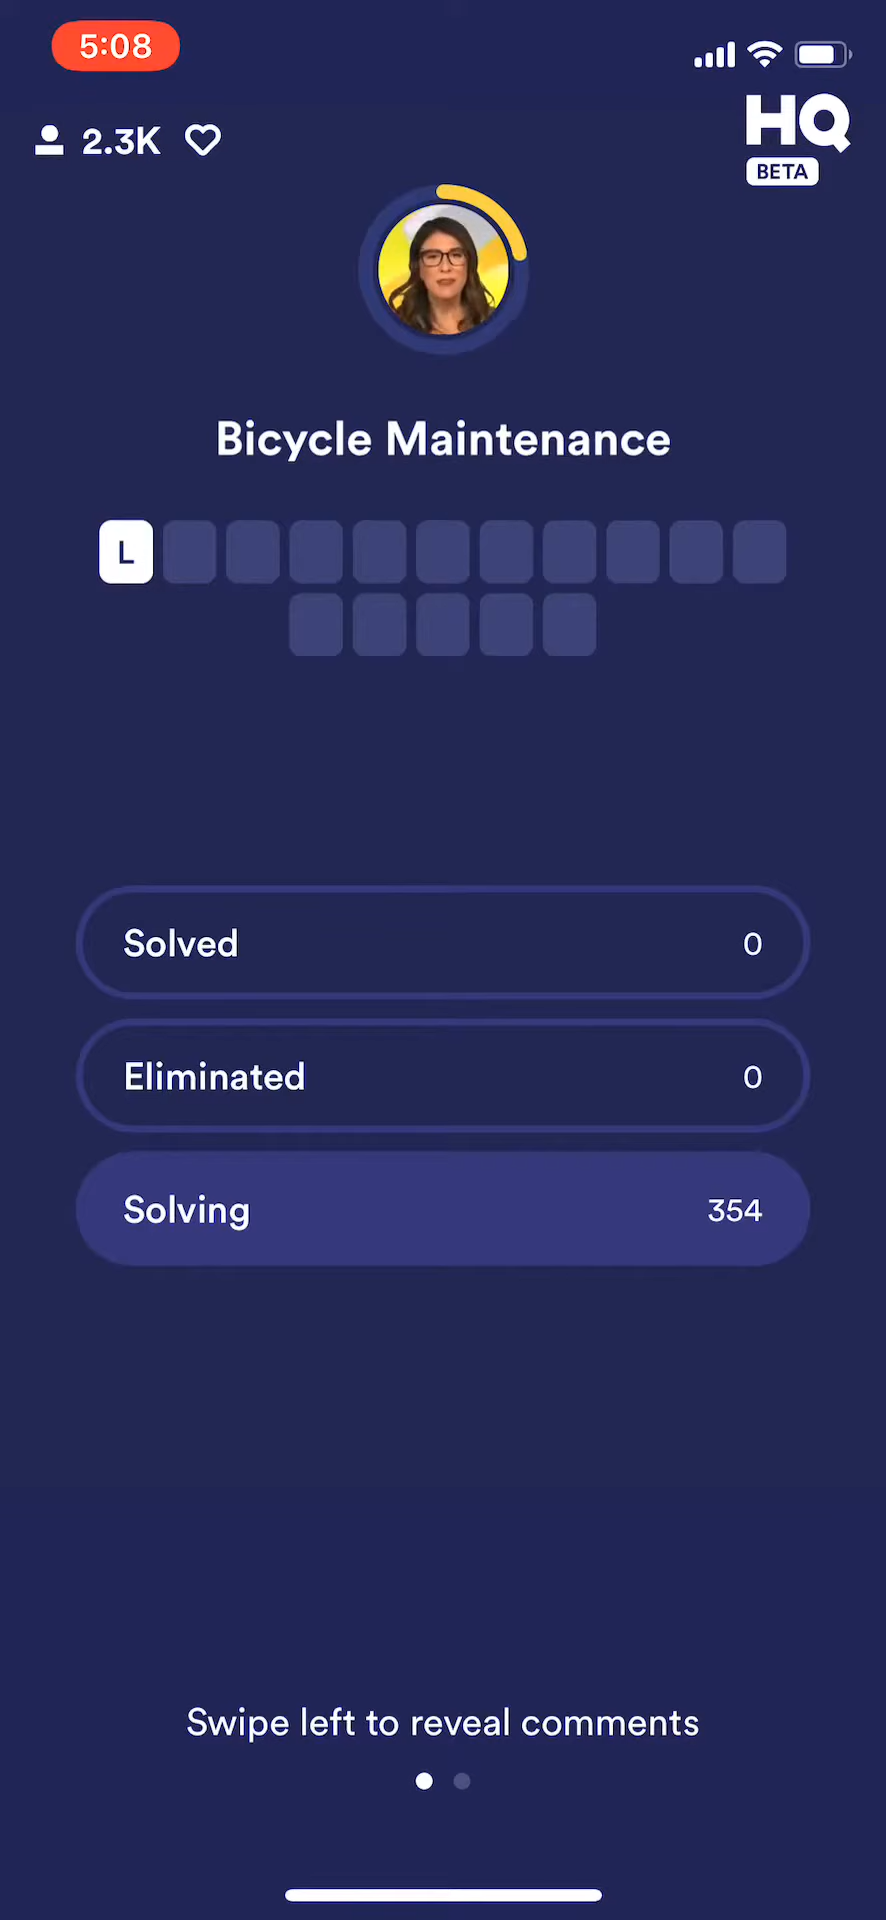 5:08
2.3K
HQ
BETA
Bicycle Maintenance
L
Solved 0
Eliminated 0
Solving 354
Swipe left to reveal comments